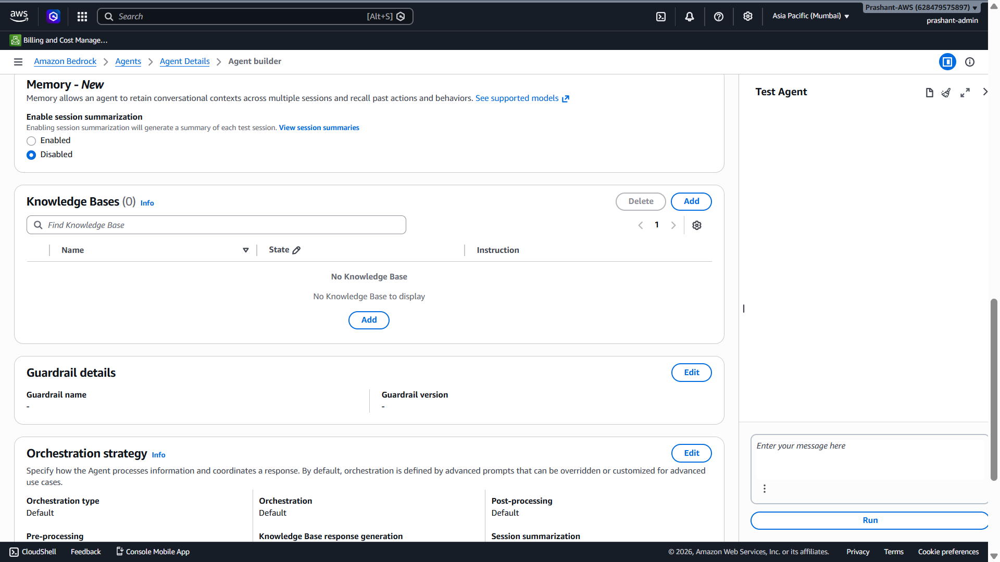 aws
Search
[Alt+S]
Asia Pacific (Mumbai)
Prashant-AWS (628479575897)
prashant-admin
Billing and Cost Manage...
Amazon Bedrock
Agents
Agent Details
Agent builder
Memory - New
Memory allows an agent to retain conversational contexts across multiple sessions and recall past actions and behaviors. See supported models
Enable session summarization
Enabling session summarization will generate a summary of each test session. View session summaries
Enabled
Disabled
Knowledge Bases (0) Info
Delete
Add
Find Knowledge Base
1
Name
State
Instruction
No Knowledge Base
No Knowledge Base to display
Add
Guardrail details
Edit
Guardrail name
-
Guardrail version
-
Orchestration strategy Info
Edit
Specify how the Agent processes information and coordinates a response. By default, orchestration is defined by advanced prompts that can be overridden or customized for advanced
use cases.
Orchestration type
Default
Orchestration
Default
Post-processing
Default
Pre-processing
Knowledge Base response generation
Session summarization
Test Agent
Enter your message here
Run
CloudShell
Feedback
Console Mobile App
© 2026, Amazon Web Services, Inc. or its affiliates.
Privacy
Terms
Cookie preferences